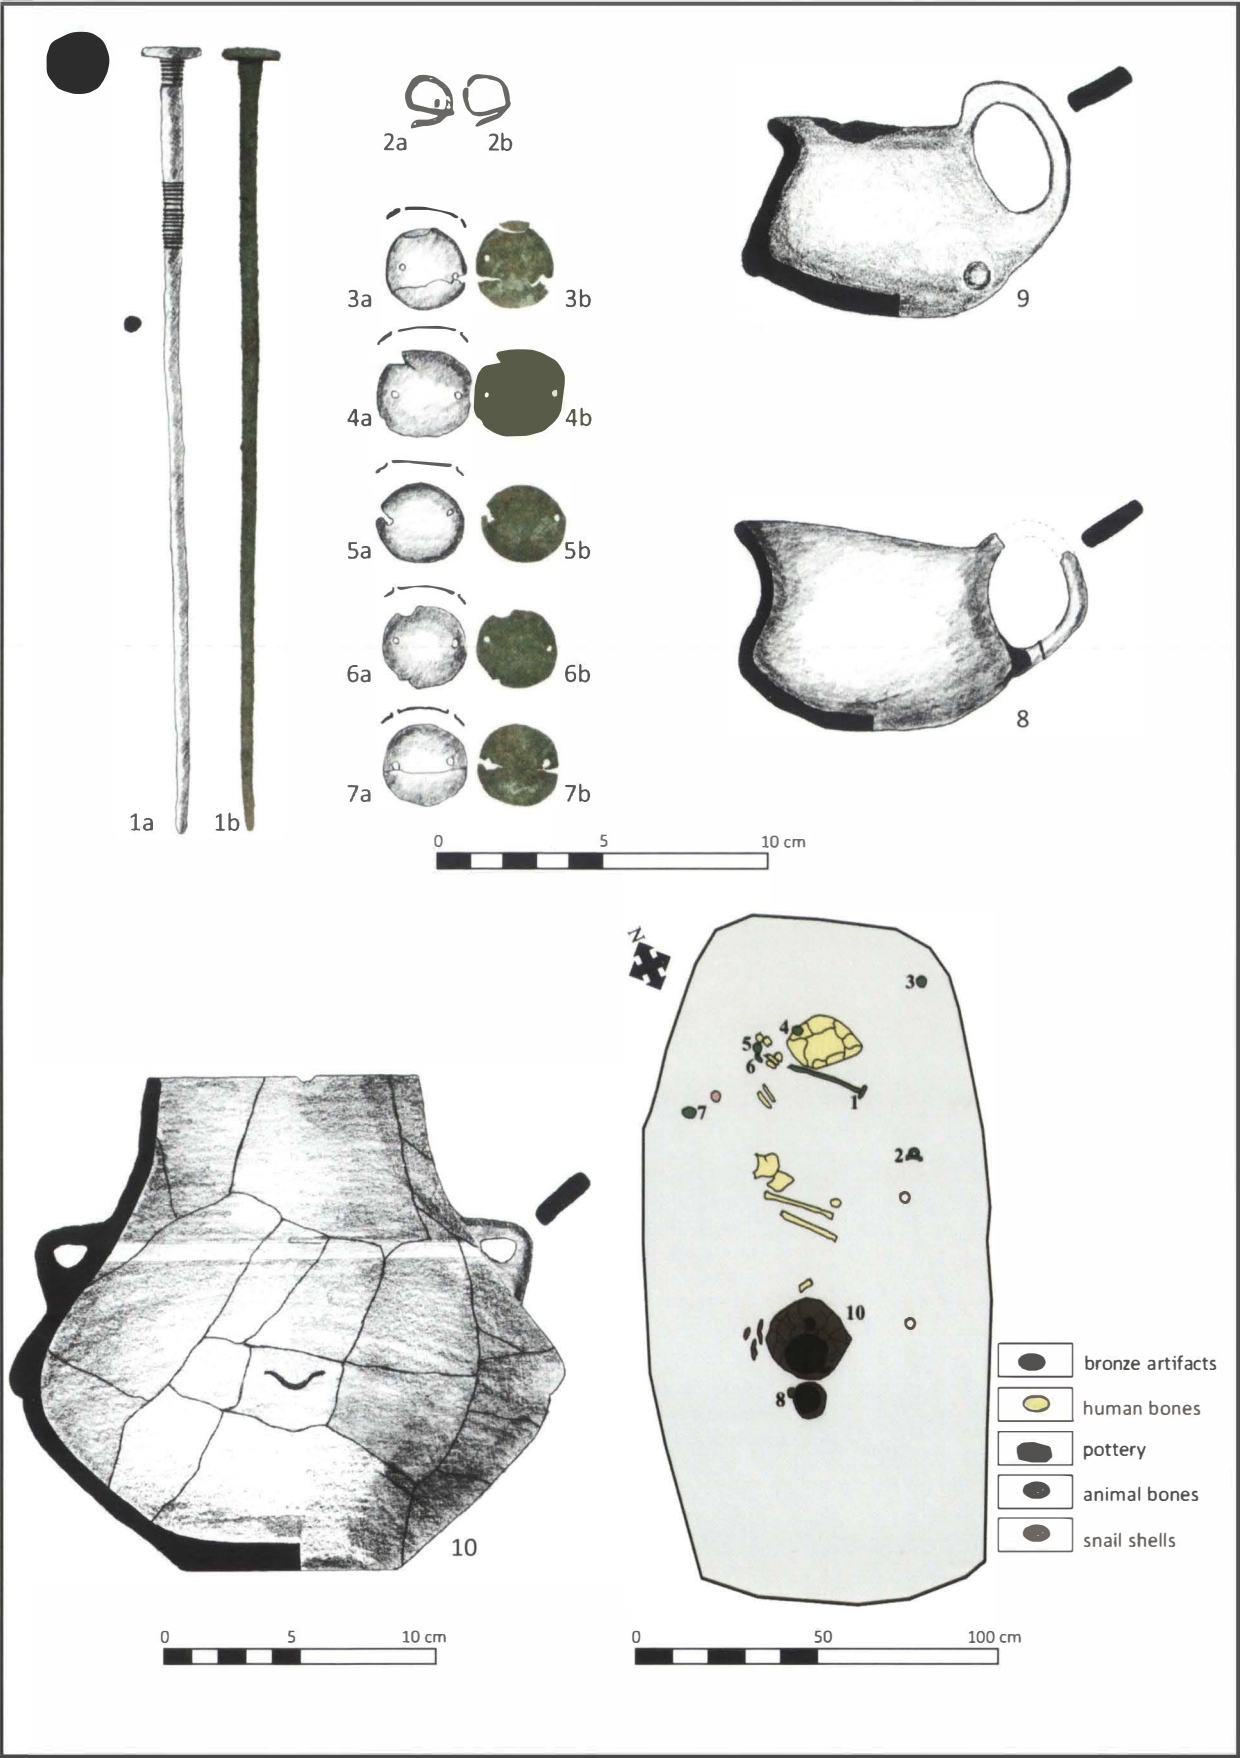 2a
2b
3a
3b
9
4a
4b
5a
5b
6a
6b
8
7a
7b
1a
1b
0
5
10 cm
N
3
4
5
6
1
7
2
10
8
bronze artifacts
human bones
pottery
animal bones
snail shells
10
0
5
10 cm
0
50
100 cm